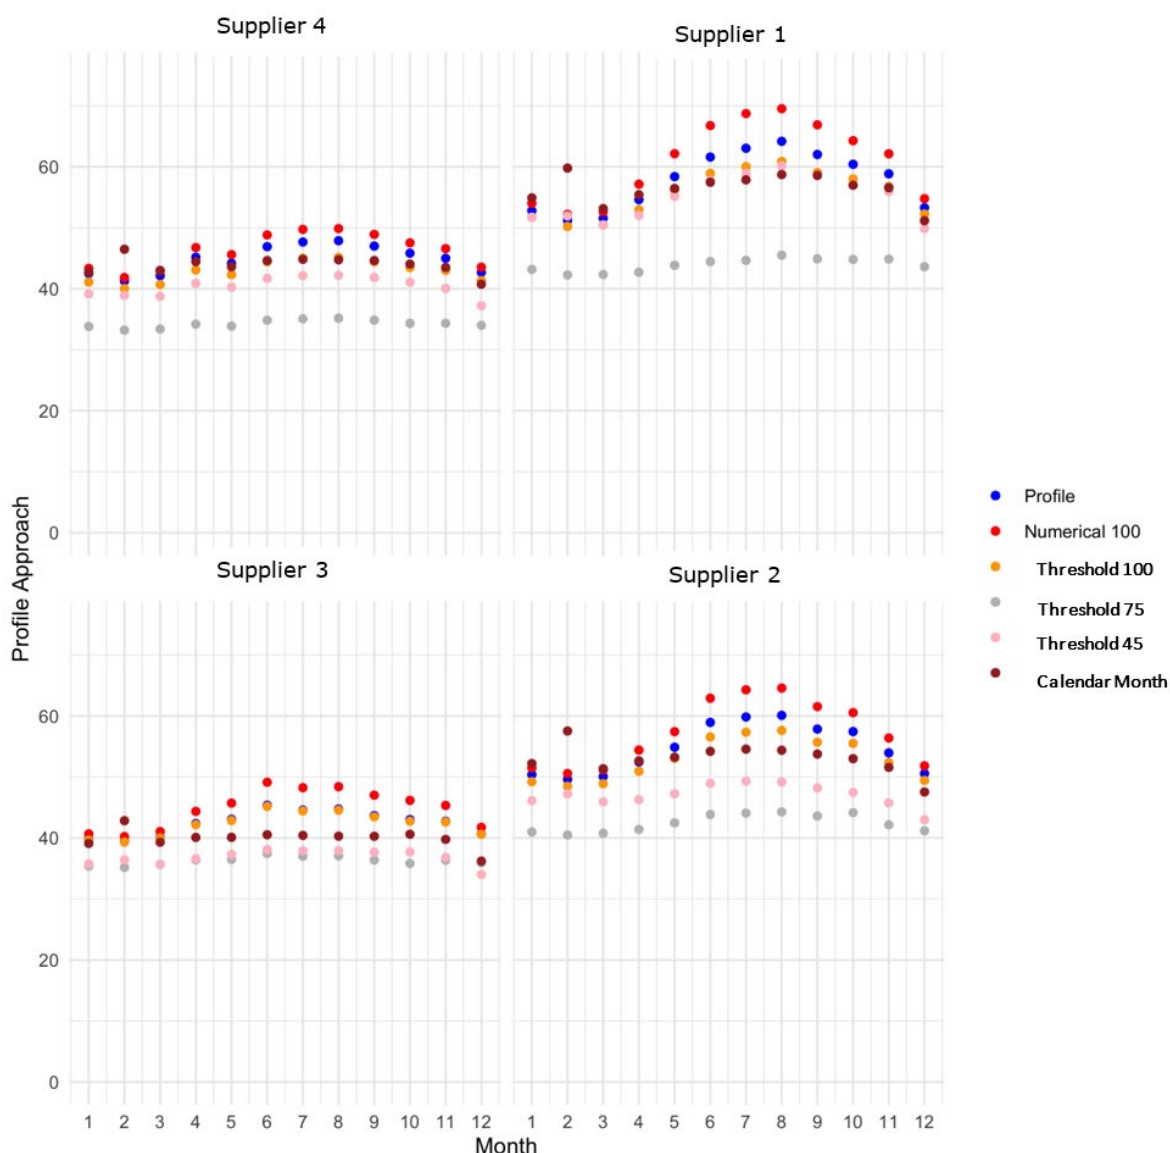 Supplier 4
Supplier 1
60
40
20
0
Supplier 3
Supplier 2
60
40
20
0
1 2 3 4 5 6 7 8 9 10 11 12
1 2 3 4 5 6 7 8 9 10 11 12
Month
Profile Approach
Profile
Numerical 100
Threshold 100
Threshold 75
Threshold 45
Calendar Month